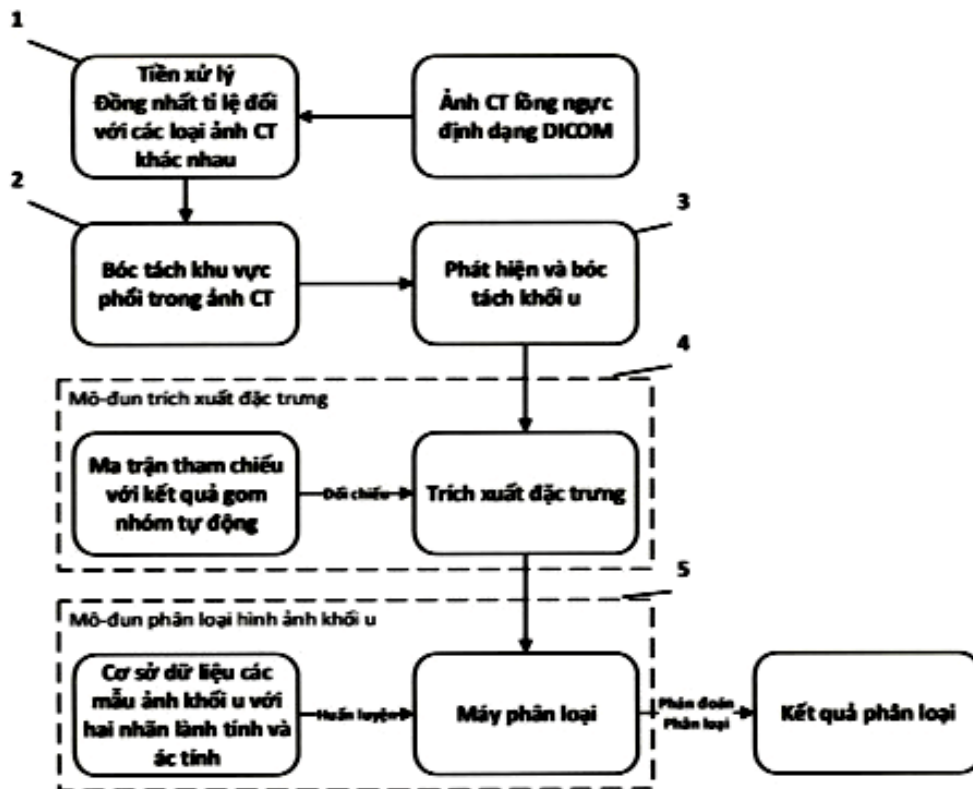 1
Tiền xử lý
Đồng nhất tỉ lệ đối
với các loại ảnh CT
khác nhau
Ảnh CT lồng ngực
định dạng DICOM
2
Bóc tách khu vực
phổi trong ảnh CT
3
Phát hiện và bóc
tách khối u
4
Mô-đun trích xuất đặc trưng
Ma trận tham chiếu
với kết quả gom
nhóm tự động
Đối chiếu
Trích xuất đặc trưng
5
Mô-đun phân loại hình ảnh khối u
Cơ sở dữ liệu các
mẫu ảnh khối u với
hai nhãn lành tính và
ác tính
Huấn luyện
Máy phân loại
Phán đoán
Phân loại
Kết quả phân loại